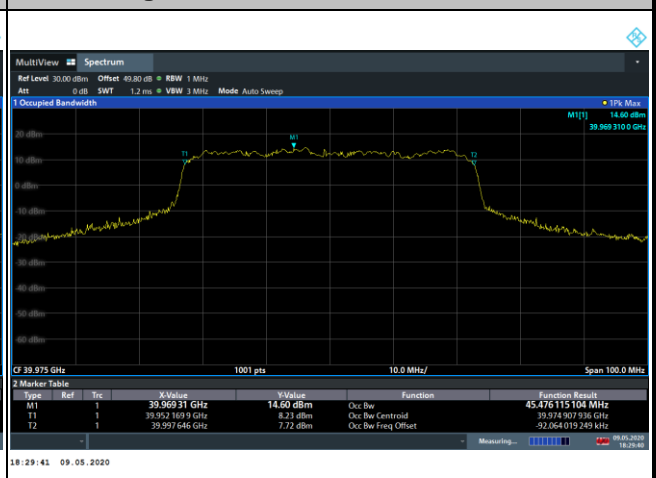 MultiView Spectrum
Ref Level 30.00 dBm Offset 49.80 dB RBW 1 MHz
Att 0 dB SWT 1.2 ms VBW 3 MHz Mode Auto Sweep
1 Occupied Bandwidth 1Pk Max
M1[1] 14.60 dBm
39.969 310 0 GHz
20 dBm
M1
T1
T2
10 dBm
0 dBm
-10 dBm
-20 dBm
-30 dBm
-40 dBm
-50 dBm
-60 dBm
CF 39.975 GHz 1001 pts 10.0 MHz/ Span 100.0 MHz
2 Marker Table
Type Ref Trc X-Value Y-Value Function Function Result
M1 1 39.969 31 GHz 14.60 dBm Occ Bw 45.476 115 104 MHz
T1 1 39.952 169 9 GHz 8.23 dBm Occ Bw Centroid 39.974 907 936 GHz
T2 1 39.997 646 GHz 7.72 dBm Occ Bw Freq Offset -92.064 019 249 kHz
Measuring... 09.05.2020
18:29:40
18:29:41 09.05.2020